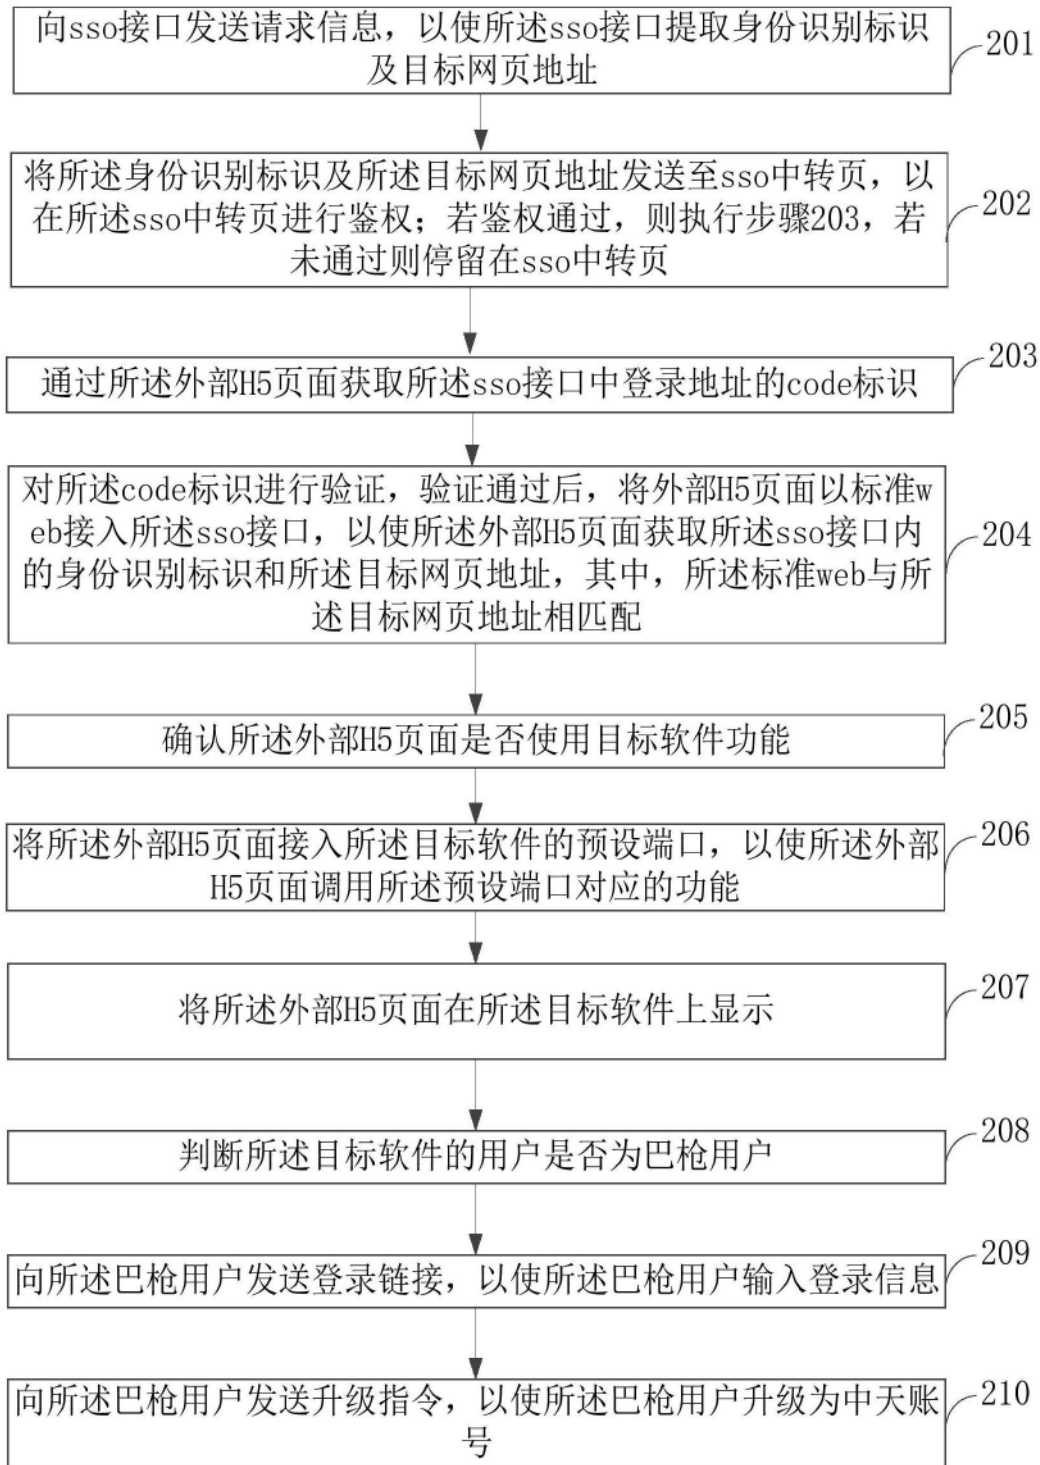 向sso接口发送请求信息，以使所述sso接口提取身份识别标识
及目标网页地址
201
将所述身份识别标识及所述目标网页地址发送至sso中转页，以
在所述sso中转页进行鉴权；若鉴权通过，则执行步骤203，若
未通过则停留在sso中转页
202
通过所述外部H5页面获取所述sso接口中登录地址的code标识
203
对所述code标识进行验证，验证通过后，将外部H5页面以标准w
eb接入所述sso接口，以使所述外部H5页面获取所述sso接口内
的身份识别标识和所述目标网页地址，其中，所述标准web与所
述目标网页地址相匹配
204
确认所述外部H5页面是否使用目标软件功能
205
将所述外部H5页面接入所述目标软件的预设端口，以使所述外部
H5页面调用所述预设端口对应的功能
206
将所述外部H5页面在所述目标软件上显示
207
判断所述目标软件的用户是否为巴枪用户
208
向所述巴枪用户发送登录链接，以使所述巴枪用户输入登录信息
209
向所述巴枪用户发送升级指令，以使所述巴枪用户升级为中天账
号
210